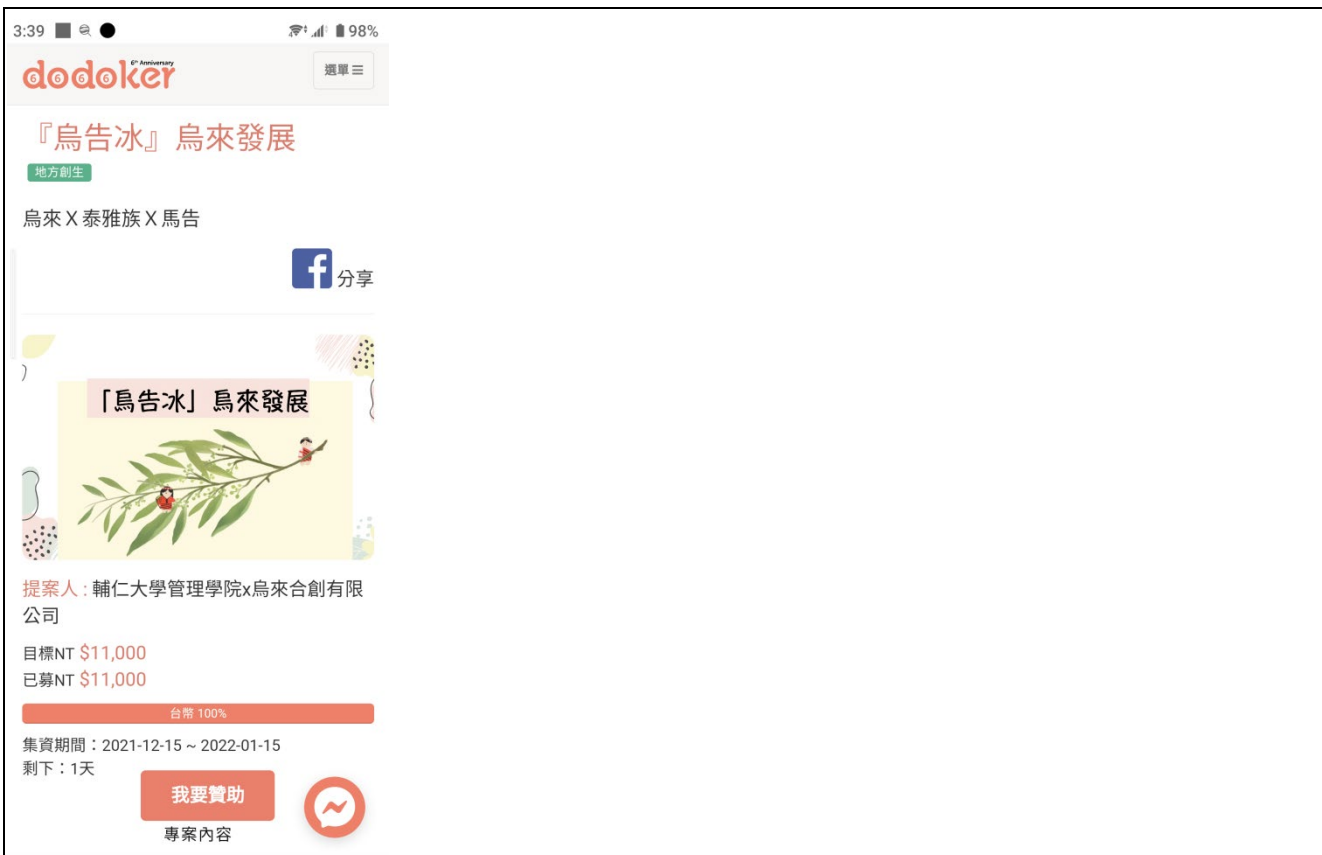 3:39
98%
dodoker
6th Anniversary
選單
『烏告冰』烏來發展
地方創生
烏來 X 泰雅族 X 馬告
分享
「烏告冰」烏來發展
提案人 : 輔仁大學管理學院x烏來合創有限
公司
目標NT $11,000
已募NT $11,000
台幣 100%
集資期間：2021-12-15 ~ 2022-01-15
剩下：1天
我要贊助
專案內容